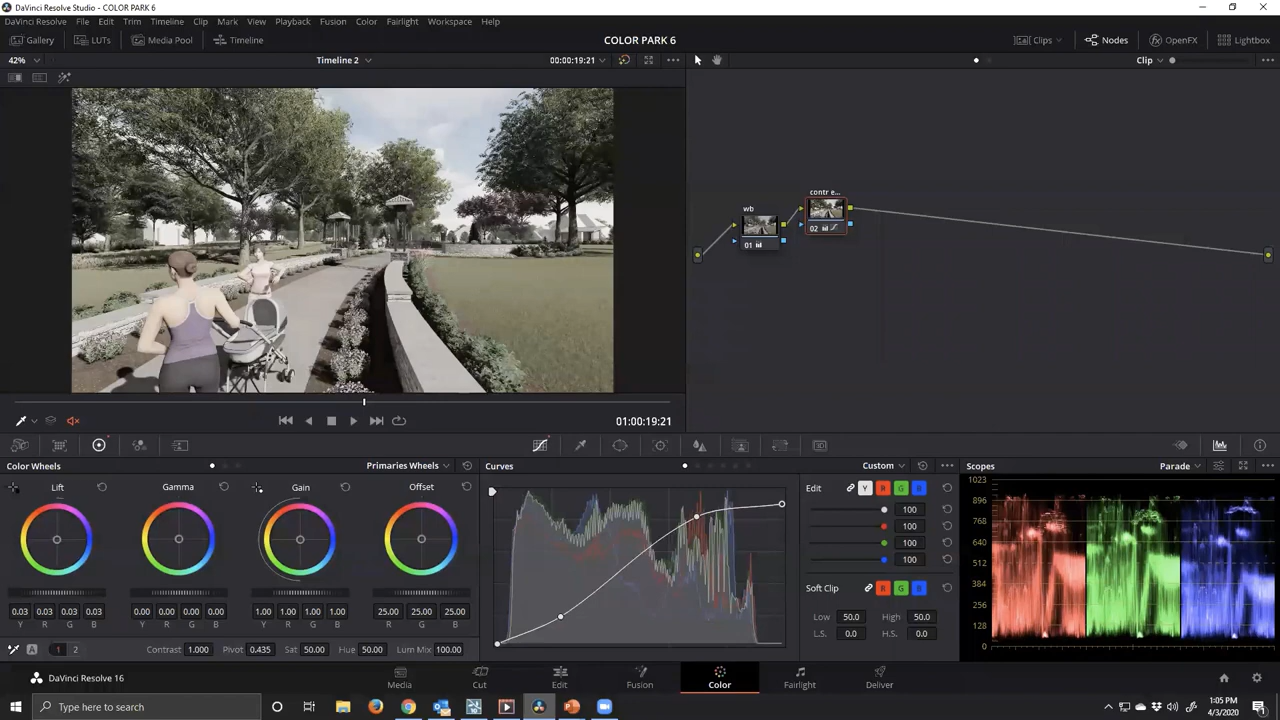 DaVinci Resolve Studio - COLOR PARK 6
DaVinci Resolve File Edit Trim Timeline Clip Mark View Playback Fusion Color Fairlight Workspace Help
Gallery LUTs Media Pool Timeline COLOR PARK 6 Clips Nodes OpenFX Lightbox
42% Timeline 2 00:00:19:21 Clip
contr e...
wb
02
01
01:00:19:21
Color Wheels Primaries Wheels Curves Custom Scopes Parade
Lift Gamma Gain Offset Edit Y R G B
1023
896
768
640
512
384
256
128
0
100
100
100
100
Soft Clip R G B
0.03 0.03 0.03 0.03 0.00 0.00 0.00 0.00 1.00 1.00 1.00 1.00 25.00 25.00 25.00
Y R G B Y R G B Y R G B R G B
Low 50.0 High 50.0
L.S. 0.0 H.S. 0.0
A 1 2 Contrast 1.000 Pivot 0.435 Sat 50.00 Hue 50.00 Lum Mix 100.00
DaVinci Resolve 16 Media Cut Edit Fusion Color Fairlight Deliver
Type here to search
1:05 PM
4/3/2020